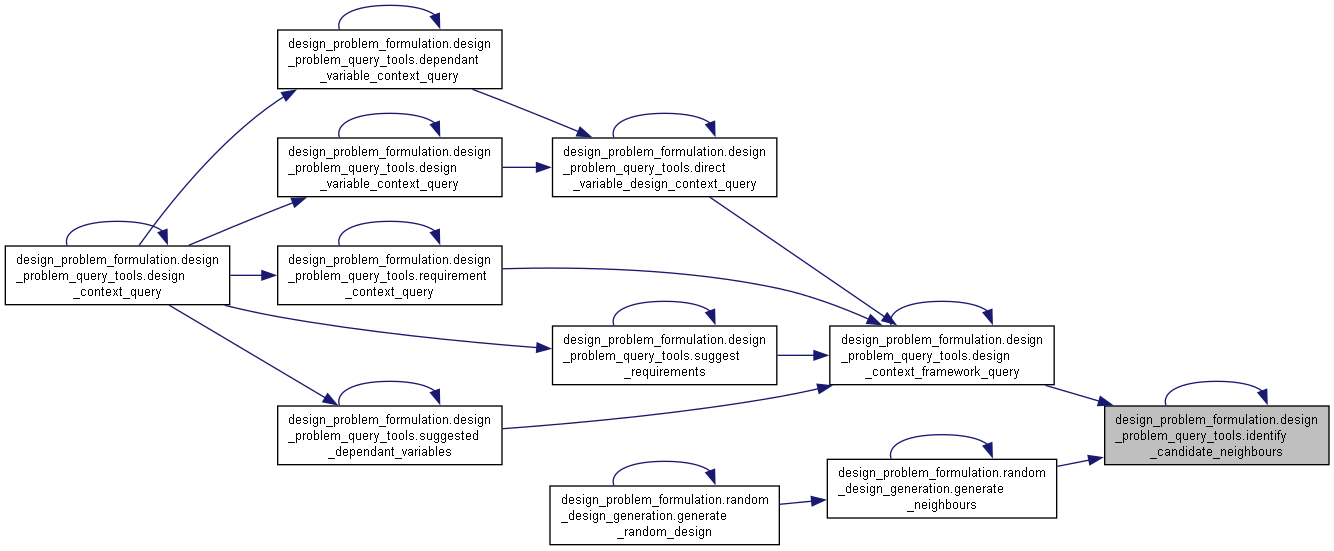 design_problem_formulation.design
_problem_query_tools.dependant
_variable_context_query
design_problem_formulation.design
_problem_query_tools.design
_variable_context_query
design_problem_formulation.design
_problem_query_tools.direct
_variable_design_context_query
design_problem_formulation.design
_problem_query_tools.design
_context_query
design_problem_formulation.design
_problem_query_tools.requirement
_context_query
design_problem_formulation.design
_problem_query_tools.suggest
_requirements
design_problem_formulation.design
_problem_query_tools.design
_context_framework_query
design_problem_formulation.design
_problem_query_tools.suggested
_dependant_variables
design_problem_formulation.design
_problem_query_tools.identify
_candidate_neighbours
design_problem_formulation.random
_design_generation.generate
_neighbours
design_problem_formulation.random
_design_generation.generate
_random_design